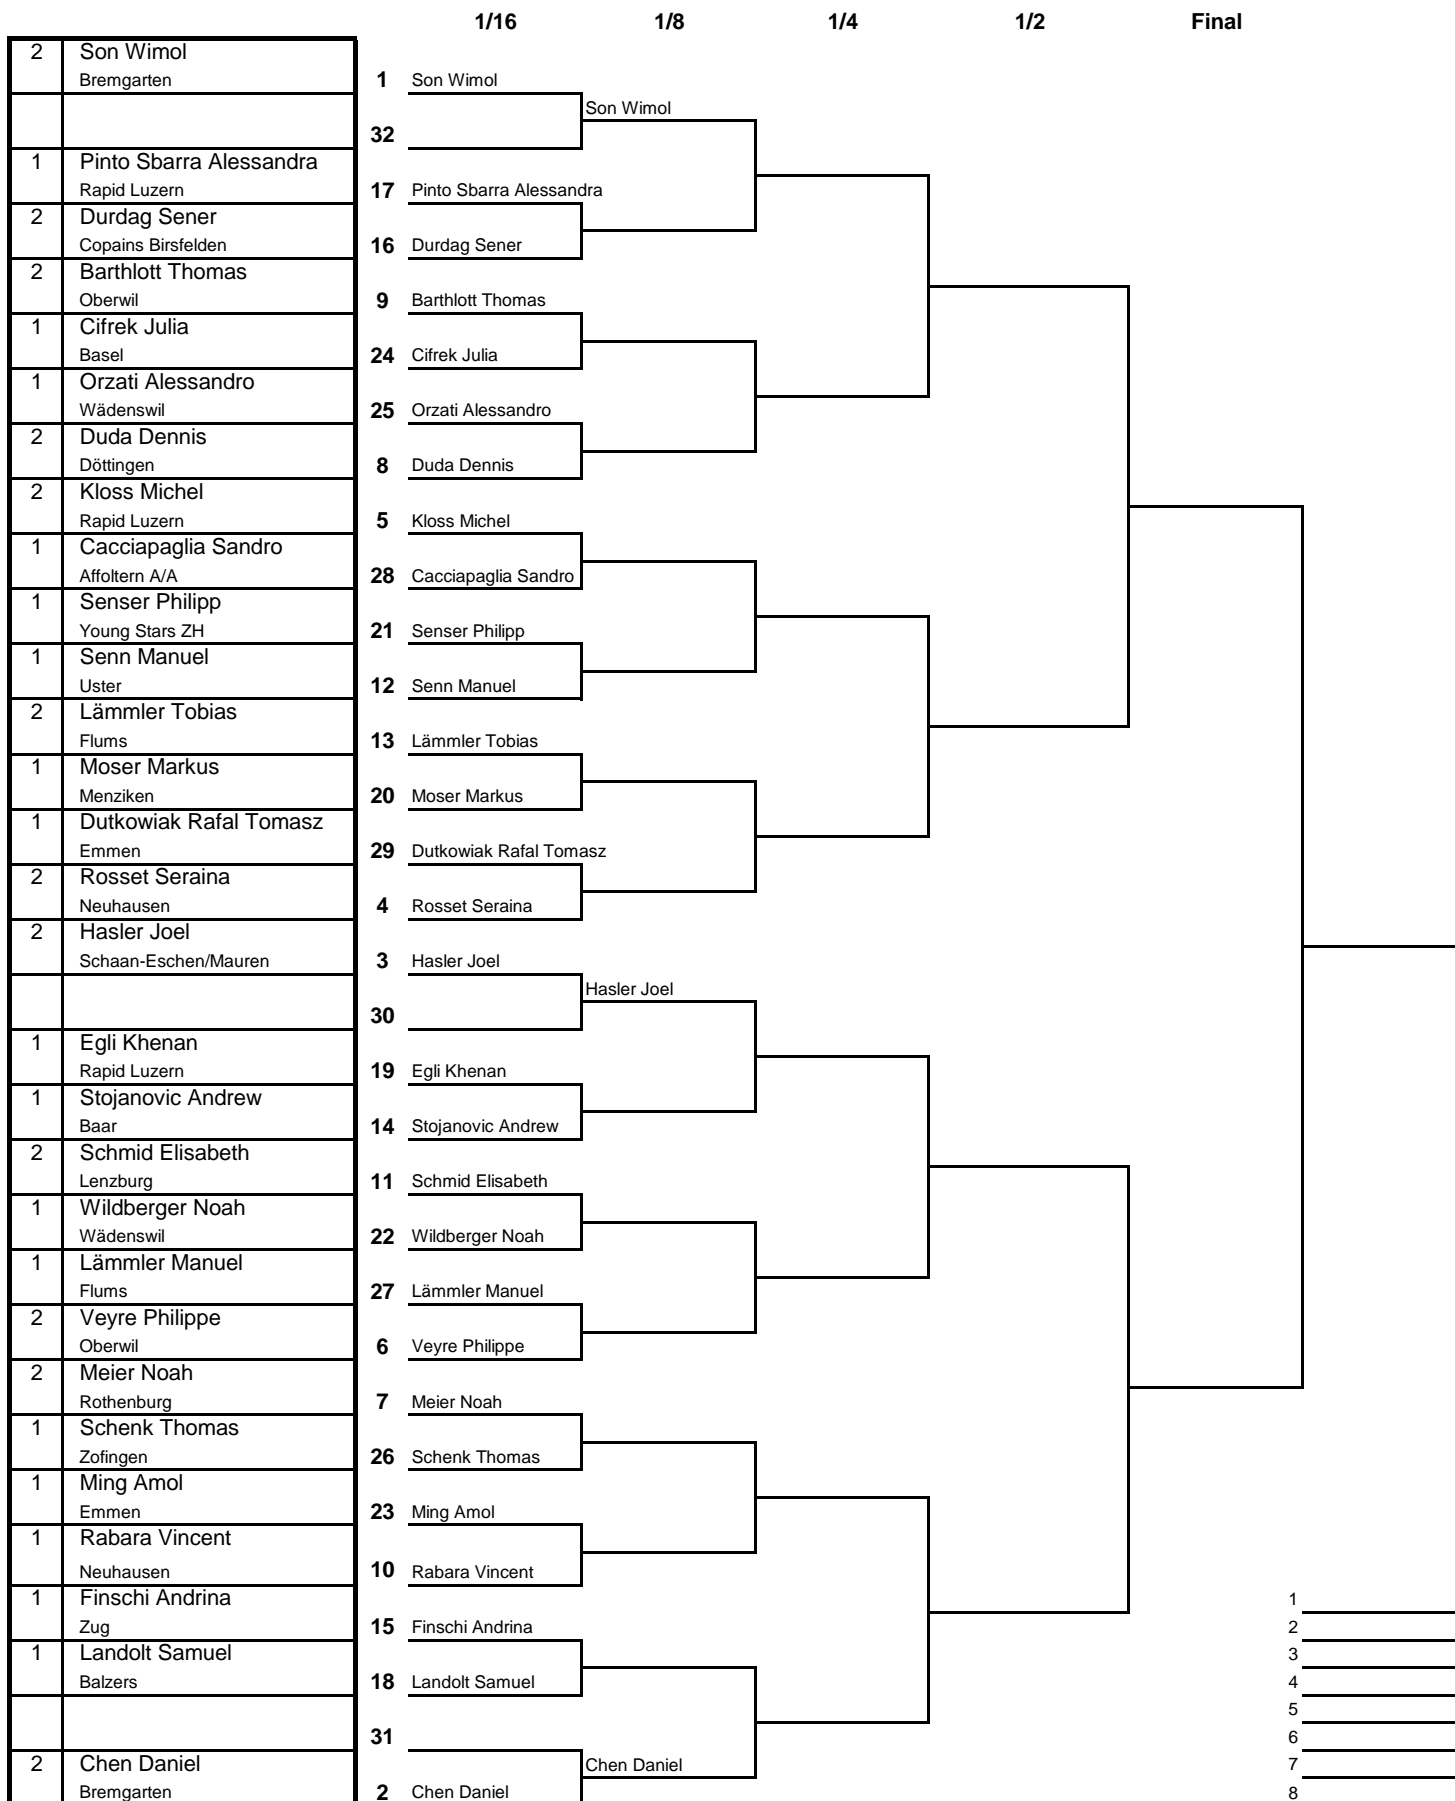 1/16 1/8 1/4 1/2 Final
2 Son Wimol
Bremgarten 1 Son Wimol
Son Wimol
32
1 Pinto Sbarra Alessandra
Rapid Luzern 17 Pinto Sbarra Alessandra
2 Durdag Sener
Copains Birsfelden 16 Durdag Sener
2 Barthlott Thomas
Oberwil 9 Barthlott Thomas
1 Cifrek Julia
Basel 24 Cifrek Julia
1 Orzati Alessandro
Wädenswil 25 Orzati Alessandro
2 Duda Dennis
Döttingen 8 Duda Dennis
2 Kloss Michel
Rapid Luzern 5 Kloss Michel
1 Cacciapaglia Sandro
Affoltern A/A 28 Cacciapaglia Sandro
1 Senser Philipp
Young Stars ZH 21 Senser Philipp
1 Senn Manuel
Uster 12 Senn Manuel
2 Lämmler Tobias
Flums 13 Lämmler Tobias
1 Moser Markus
Menziken 20 Moser Markus
1 Dutkowiak Rafal Tomasz
Emmen 29 Dutkowiak Rafal Tomasz
2 Rosset Seraina
Neuhausen 4 Rosset Seraina
2 Hasler Joel
Schaan-Eschen/Mauren 3 Hasler Joel
Hasler Joel
30
1 Egli Khenan
Rapid Luzern 19 Egli Khenan
1 Stojanovic Andrew
Baar 14 Stojanovic Andrew
2 Schmid Elisabeth
Lenzburg 11 Schmid Elisabeth
1 Wildberger Noah
Wädenswil 22 Wildberger Noah
1 Lämmler Manuel
Flums 27 Lämmler Manuel
2 Veyre Philippe
Oberwil 6 Veyre Philippe
2 Meier Noah
Rothenburg 7 Meier Noah
1 Schenk Thomas
Zofingen 26 Schenk Thomas
1 Ming Amol
Emmen 23 Ming Amol
1 Rabara Vincent
Neuhausen 10 Rabara Vincent
1 Finschi Andrina 1
Zug 15 Finschi Andrina 2
1 Landolt Samuel 3
Balzers 18 Landolt Samuel 4
5
31 6
2 Chen Daniel Chen Daniel 7
Bremgarten 2 Chen Daniel 8